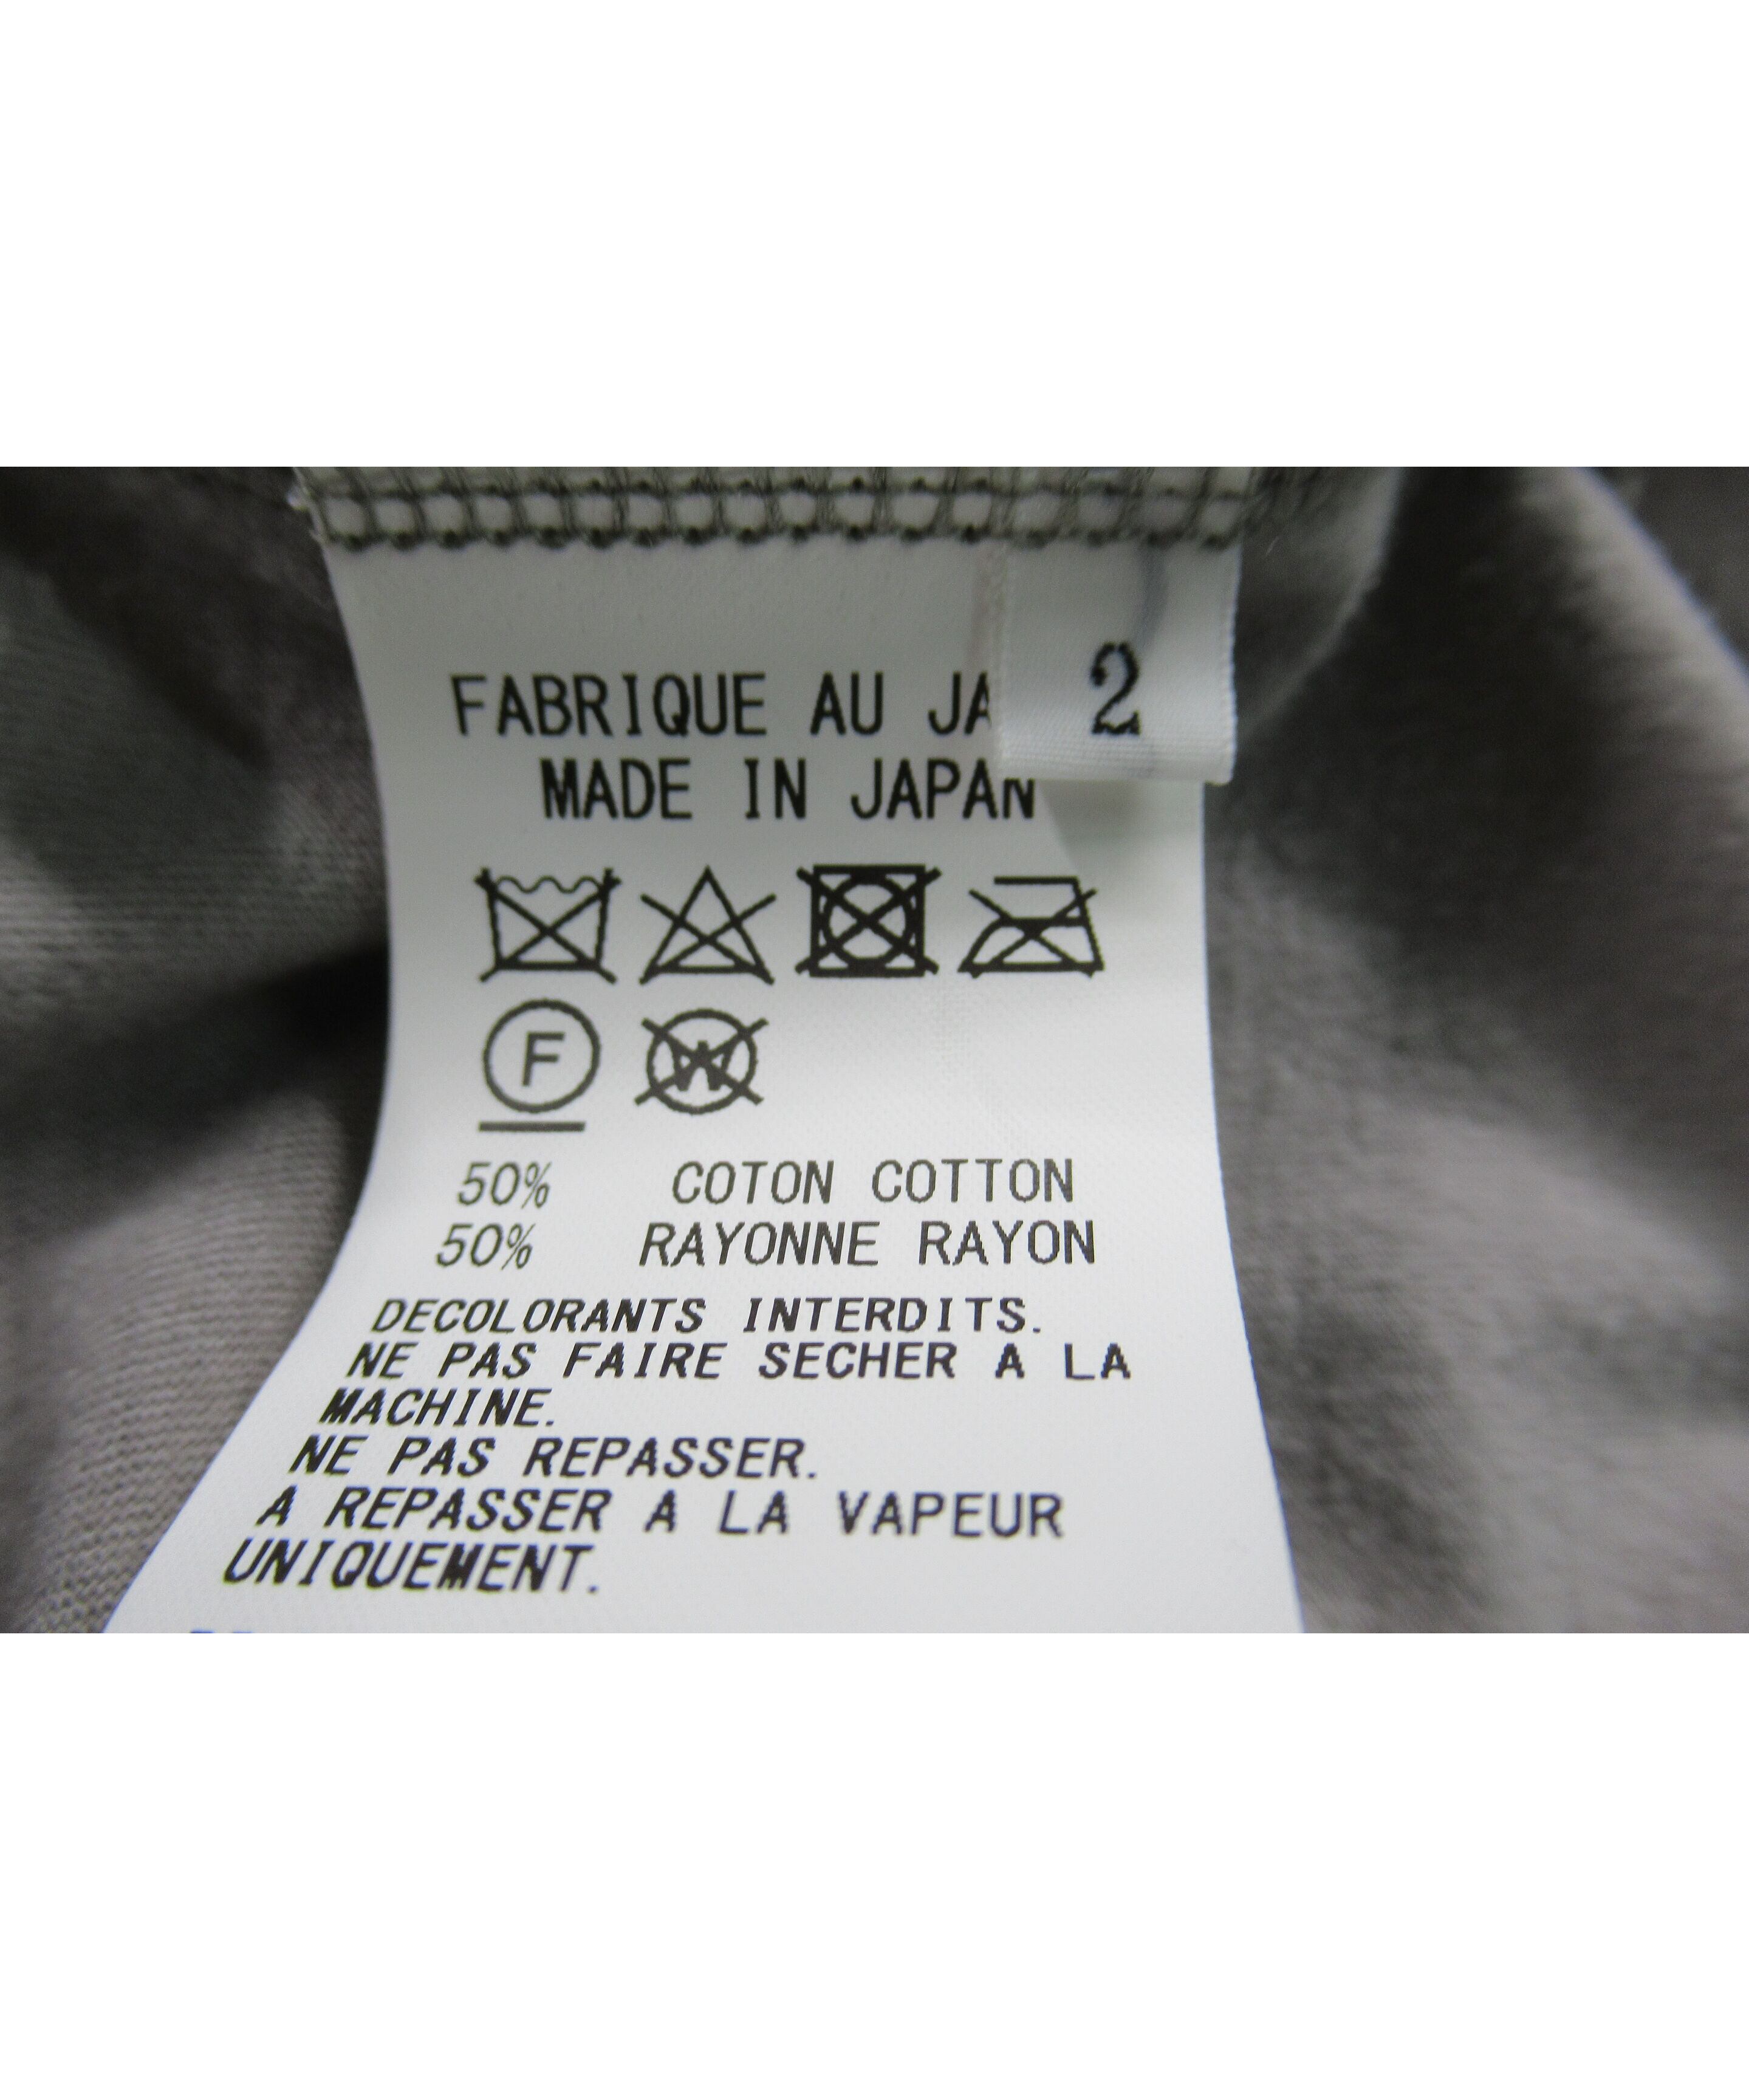 2
FABRIQUE AU JA
MADE IN JAPAN
F
W
50% COTON COTTON
50% RAYONNE RAYON
DECOLORANTS INTERDITS.
NE PAS FAIRE SECHER A LA
MACHINE.
NE PAS REPASSER.
A REPASSER A LA VAPEUR
UNIQUEMENT.